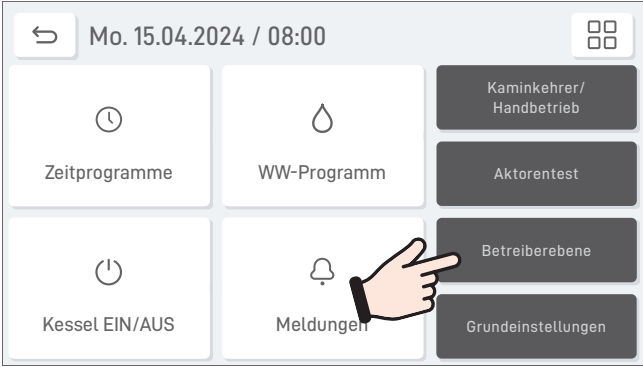 Mo. 15.04.2024 / 08:00
Zeitprogramme
WW-Programm
Kaminkehrer/
Handbetrieb
Aktorentest
Kessel EIN/AUS
Meldungen
Betreiberebene
Grundeinstellungen